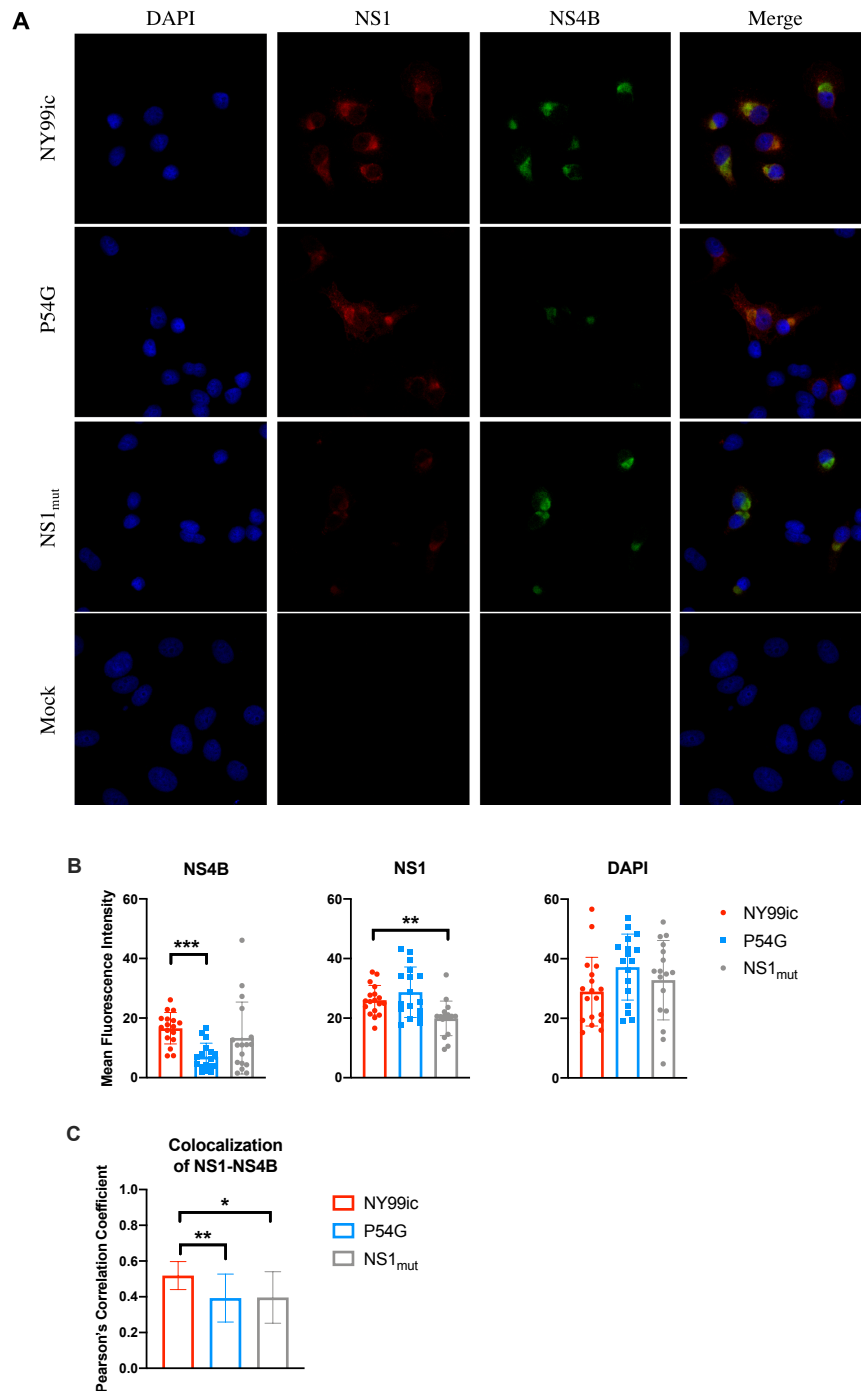 A
DAPI NS1 NS4B Merge
NY99ic
P54G
NS1mut
Mock
B
NS4B NS1 DAPI
Mean Fluorescence Intensity
60 60 60
40 40 40
20 20 20
0 0 0
*** **
NY99ic
P54G
NS1mut
C
Colocalization
of NS1-NS4B
Pearson's Correlation Coefficient
1.0
0.8
0.6
0.4
0.2
0.0
*
**
NY99ic
P54G
NS1mut